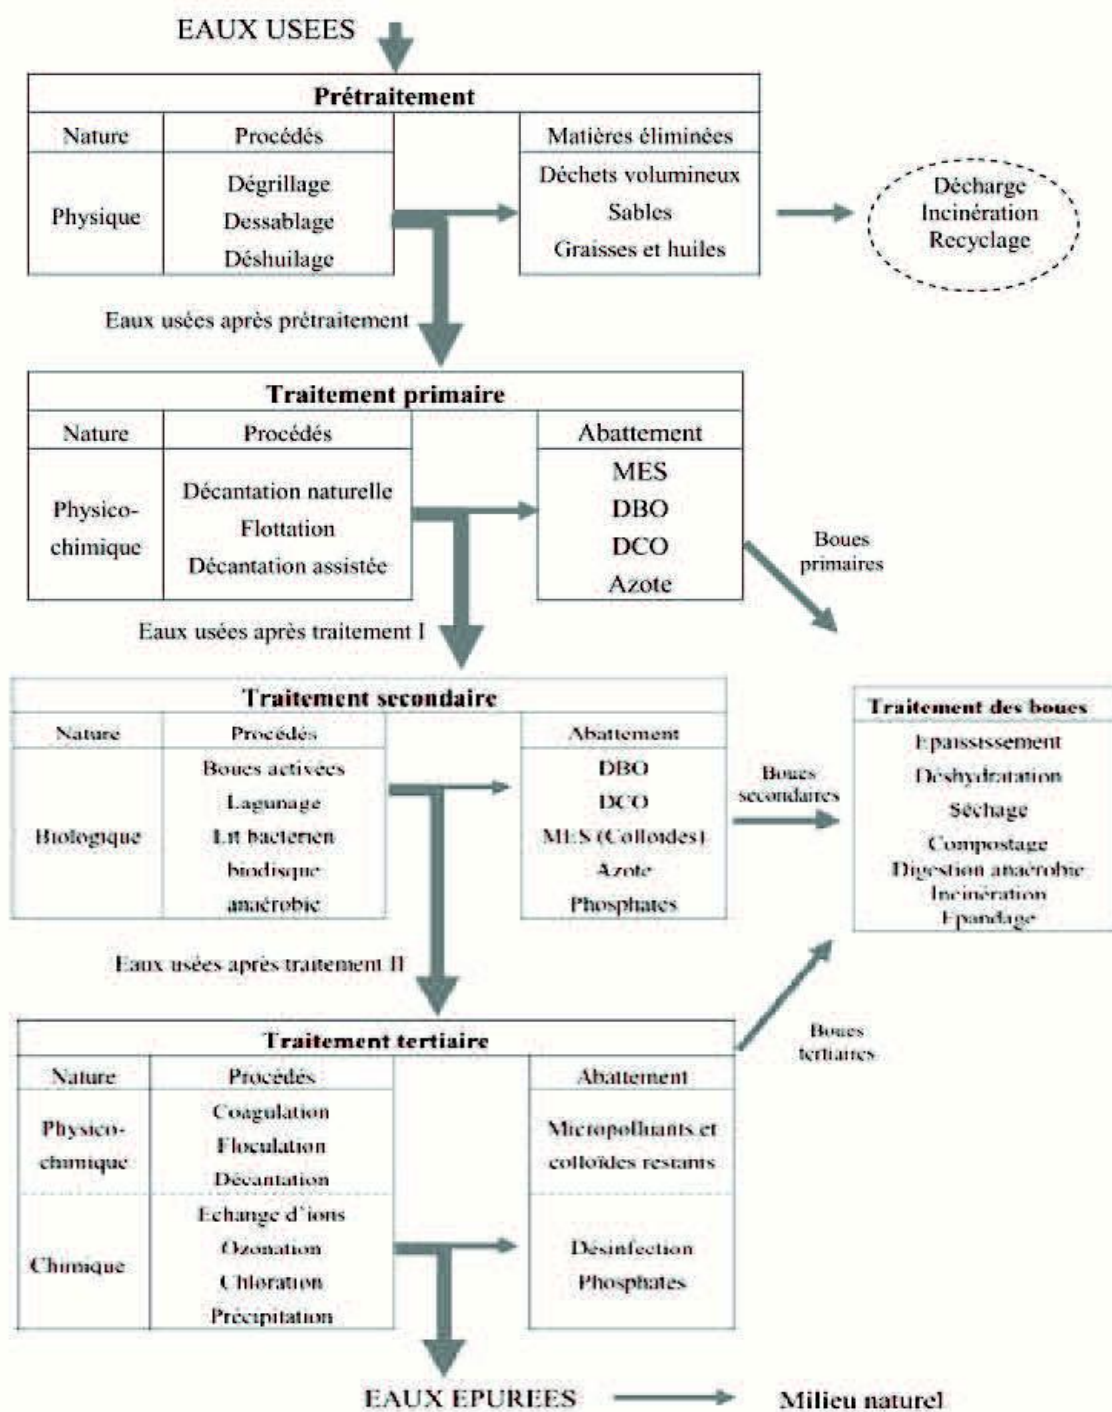 EAUX USEES
Prétraitement
Nature
Procédés
Matières éliminées
Physique
Dégrillage
Dessablage
Déshuilage
Déchets volumineux
Sables
Graisses et huiles
Décharge
Incinération
Recyclage
Eaux usées après prétraitement
Traitement primaire
Nature
Procédés
Abattement
Physico-
chimique
Décantation naturelle
Flottation
Décantation assistée
MES
DBO
DCO
Azote
Boues
primaires
Eaux usées après traitement I
Traitement secondaire
Nature
Procédés
Abattement
Biologique
Boues activées
Lagunage
Lit bactérien
biodisque
anaérobic
DBO
DCO
MES (Colloïdes)
Azote
Phosphates
Boues
secondaires
Traitement des boues
Epaississement
Déshydratation
Séchage
Compostage
Digestion anaérobic
Incinération
Epandage
Eaux usées après traitement II
Traitement tertiaire
Nature
Procédés
Abattement
Physico-
chimique
Coagulation
Floculation
Décantation
Micropolluants et
colloïdes restants
Boues
tertiaires
Chimique
Echange d'ions
Ozonation
Chloration
Précipitation
Désinfection
Phosphates
EAUX EPUREES
Milieu naturel